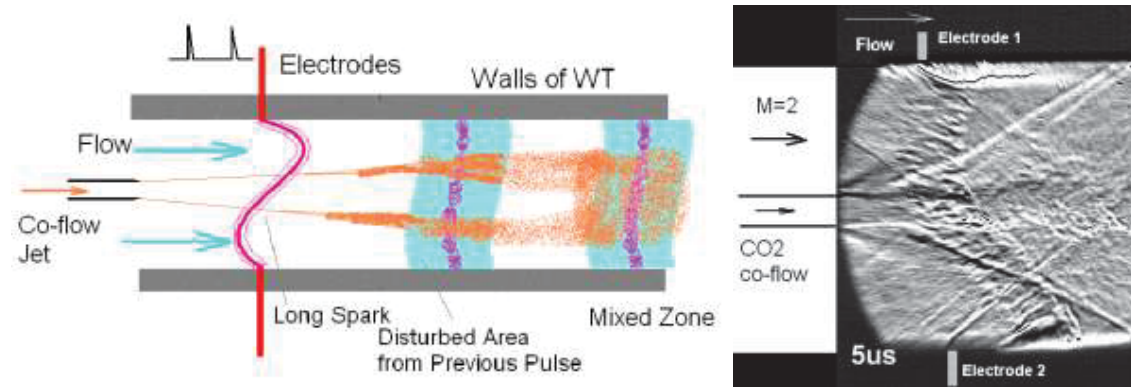 Electrodes
Walls of WT
Flow
Co-flow
Jet
Long Spark
Disturbed Area
from Previous Pulse
Mixed Zone
Flow
Electrode 1
M=2
CO2
co-flow
5us
Electrode 2